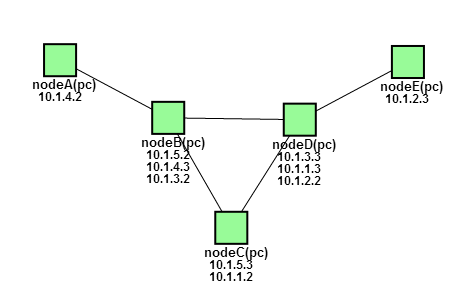 nodeA(pc)
10.1.4.2
nodeE(pc)
10.1.2.3
nodeB(pc)
10.1.5.2
10.1.4.3
10.1.3.2
nodeD(pc)
10.1.3.3
10.1.1.3
10.1.2.2
nodeC(pc)
10.1.5.3
10.1.1.2